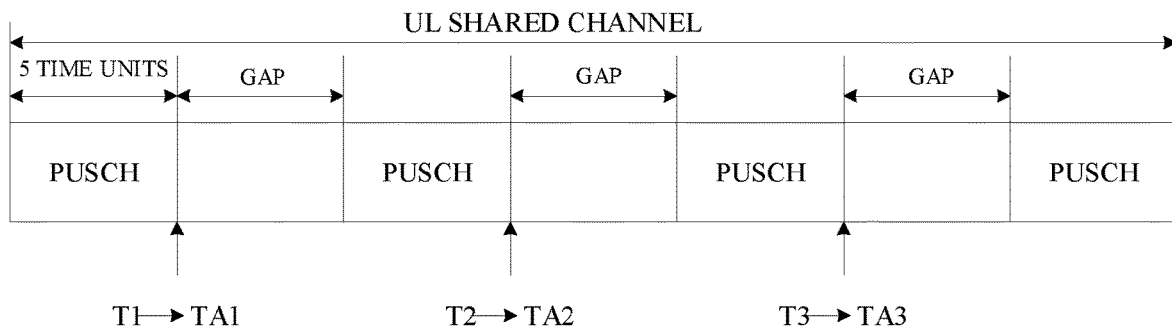 UL SHARED CHANNEL
5 TIME UNITS GAP GAP GAP
PUSCH PUSCH PUSCH PUSCH
T1 → TA1 T2 → TA2 T3 → TA3